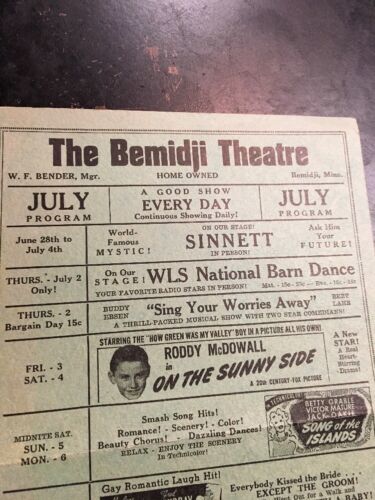 The Bemidji Theatre
W. F. BENDER, Mgr. HOME OWNED Bemidji, Minn.
JULY
PROGRAM
A GOOD SHOW
EVERY DAY
Continuous Showing Daily!
JULY
PROGRAM
June 28th to
July 4th
World-
Famous
MYSTIC!
ON OUR STAGE!
SINNETT
IN PERSON!
Ask Him
Your
FUTURE!
THURS. - July 2
Only!
On Our
STAGE!
WLS National Barn Dance
YOUR FAVORITE RADIO STARS IN PERSON!
THURS. - 2
Bargain Day 15c
BUDDY
EBSEN
"Sing Your Worries Away"
BERT
LAHR
A THRILL-PACKED MUSICAL SHOW WITH TWO STAR COMEDIANS!
FRI. - 3
SAT. - 4
STARRING THE "HOW GREEN WAS MY VALLEY" BOY IN A PICTURE ALL HIS OWN!
RODDY McDOWALL
in
ON THE SUNNY SIDE
A 20th CENTURY-FOX PICTURE
A New
STAR!
A Real
Heart-
Stirring
Drama!
MIDNITE SAT.
SUN. - 5
MON. - 6
Smash Song Hits!
Romance! - Scenery! - Color!
Beauty Chorus! - Dazzling Dances!
RELAX - ENJOY THE SCENERY
In Technicolor!
BETTY GRABLE
VICTOR MATURE
JACK OAKIE
SONG OF THE
ISLANDS
Gay Romantic Laugh Hit!
Everybody Kissed the Bride . . .
EXCEPT THE GROOM!